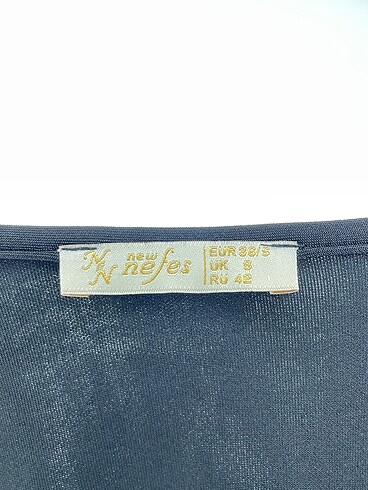 NN new nefes
EUR 36/S
UK 8
RU 42